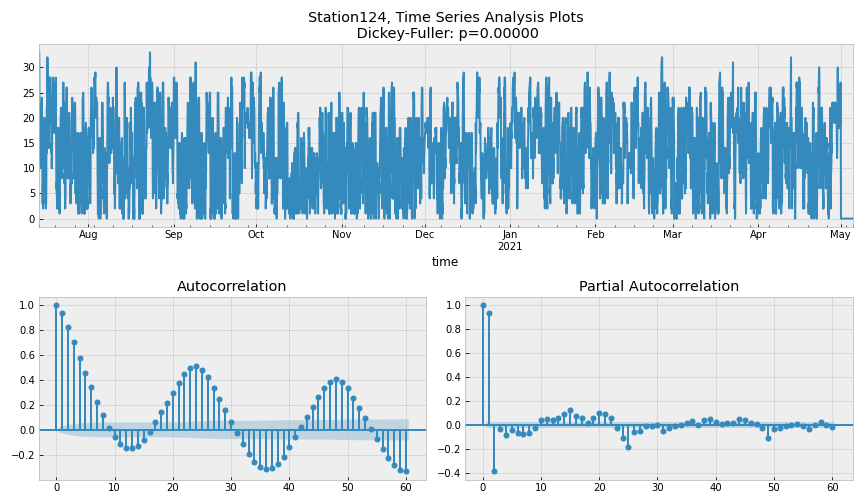 Station124, Time Series Analysis Plots
Dickey-Fuller: p=0.00000
30
25
20
15
10
5
0
Aug Sep Oct Nov Dec Jan Feb Mar Apr May
2021
time
Autocorrelation
1.0
0.8
0.6
0.4
0.2
0.0
−0.2
0 10 20 30 40 50 60
Partial Autocorrelation
1.0
0.8
0.6
0.4
0.2
0.0
−0.2
−0.4
0 10 20 30 40 50 60